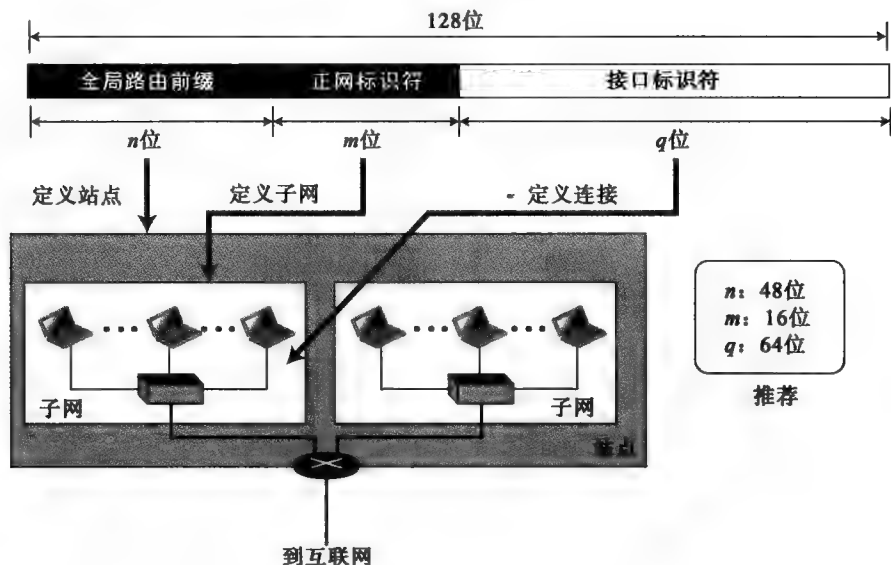 128位
全局路由前缀 正网标识符 接口标识符
n位 m位 q位
定义站点 定义子网 - 定义连接
n：48位
m：16位
q：64位
推荐
子网 子网
站点
到互联网